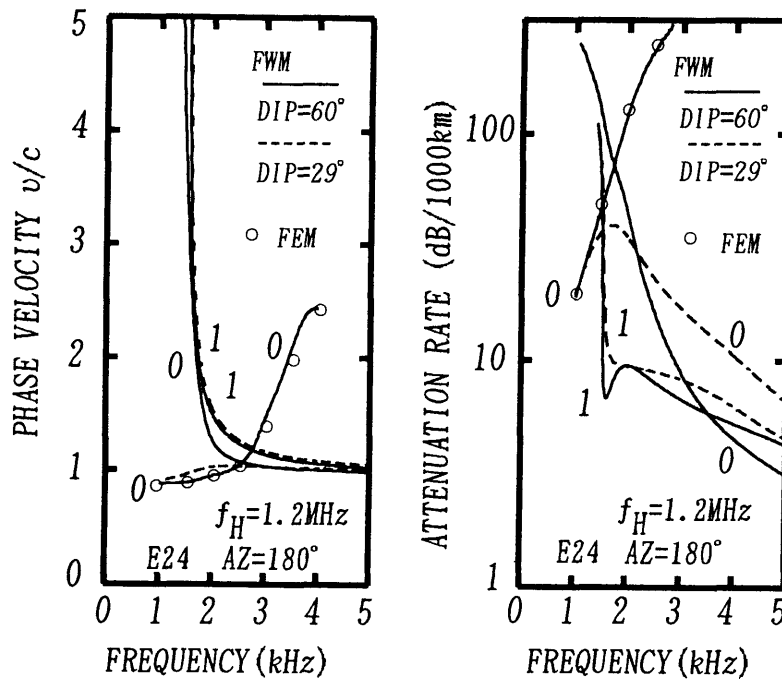 5
4
3
2
1
0
PHASE VELOCITY υ/c
FWM
DIP=60°
DIP=29°
FEM
1
0
1
0
0
f_H=1.2MHz
E24 AZ=180°
0 1 2 3 4 5
FREQUENCY (kHz)
100
10
1
ATTENUATION RATE (dB/1000km)
FWM
DIP=60°
DIP=29°
FEM
0
1
0
1
0
f_H=1.2MHz
E24 AZ=180°
0 1 2 3 4 5
FREQUENCY (kHz)